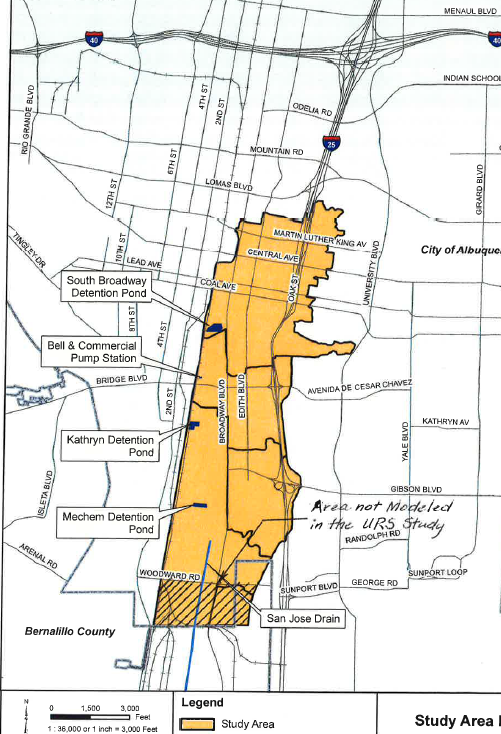 MENAUL BLVD
40
40
INDIAN SCHOOL
4TH ST
2ND ST
ODELIA RD
RIO GRANDE BLVD
25
MOUNTAIN RD
6TH ST
LOMAS BLVD
GIRARD BLVD
12TH ST
MARTIN LUTHER KING AV
TINGLEY DR
10TH ST
LEAD AVE
CENTRAL AVE
UNIVERSITY BLVD
City of Albuque
COAL AVE
OAK ST
South Broadway
Detention Pond
8TH ST
4TH ST
Bell & Commercial
Pump Station
BRIDGE BLVD
2ND ST
BROADWAY BLVD
EDITH BLVD
AVENIDA DE CESAR CHAVEZ
KATHRYN AV
YALE BLVD
Kathryn Detention
Pond
ISLETA BLVD
GIBSON BLVD
Area not Modeled
in the URS Study
Mechem Detention
Pond
RANDOLPH RD
ARENAL RD
WOODWARD RD
SUNPORT LOOP
SUNPORT BLVD
GEORGE RD
San Jose Drain
Bernalillo County
N
0 1,500 3,000
Feet
1 : 36,000 or 1 inch = 3,000 Feet
Legend
Study Area
Study Area